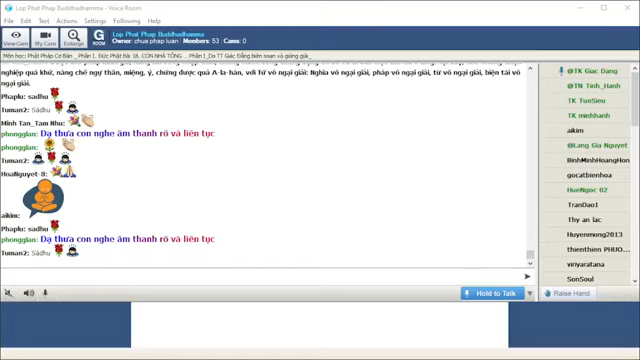 Lop Phat Phap Buddhadhamma - Voice Room
File Edit Text Actions Settings Following Help
View Cam My Cam Enlarge G ROOM
Lop Phat Phap Buddhadhamma
Owner: chua phap luan : Members: 53 : Cams: 0
Môn học: Phật Pháp Cơ Bản _Phần I. Đức Phật Bài 18. CON NHÀ TÔNG _Phần I_Do TT Giác Đẳng biên soạn và giảng giải_
nghiệp quá khứ, năng chế ngự thân, miệng, ý, chứng được quả A-la-hán, với Tứ vô ngại giải: Nghĩa vô ngại giải, pháp vô ngại giải, từ vô ngại giải, biện tài vô
ngại giải.
Phaplu: sadhu
Tuman2: Sādhu
Minh Tan_Tam Nhu:
phongglan: Dạ thưa con nghe âm thanh rõ và liên tục
phongglan:
Tuman2:
HoaNguyet-8:
aikim:
Phaplu: sadhu
phongglan: Dạ thưa con nghe âm thanh rõ và liên tục
Tuman2: Sādhu
Hold to Talk
@TK Giac Dang
@TN Tinh_Hanh
TK TueSieu
TK minhhanh
aikim
@Lang Gia Nguyet
BinhMinhHoangHon
gocatbienhoa
HueNgoc 02
TranDao1
Thy an lac
Huyenmong2013
thienthien PHUO...
viriyaratana
SonSoul
Raise Hand